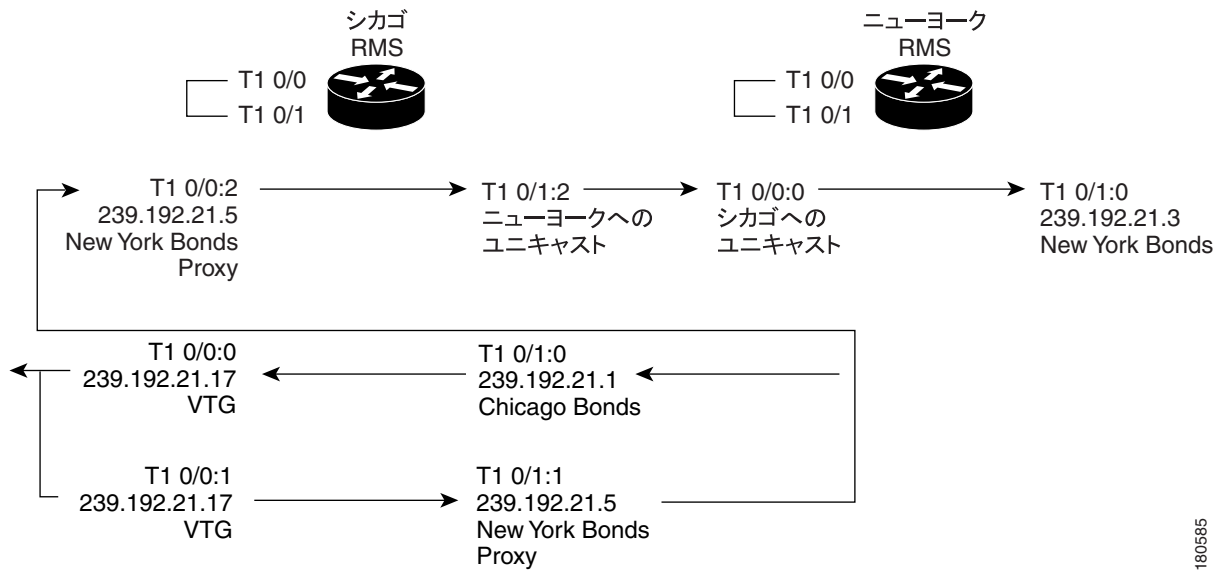 シカゴ
RMS
T1 0/0
T1 0/1
ニューヨーク
RMS
T1 0/0
T1 0/1
T1 0/0:2
239.192.21.5
New York Bonds
Proxy
T1 0/1:2
ニューヨークへの
ユニキャスト
T1 0/0:0
シカゴへの
ユニキャスト
T1 0/1:0
239.192.21.3
New York Bonds
T1 0/0:0
239.192.21.17
VTG
T1 0/1:0
239.192.21.1
Chicago Bonds
T1 0/0:1
239.192.21.17
VTG
T1 0/1:1
239.192.21.5
New York Bonds
Proxy
180585